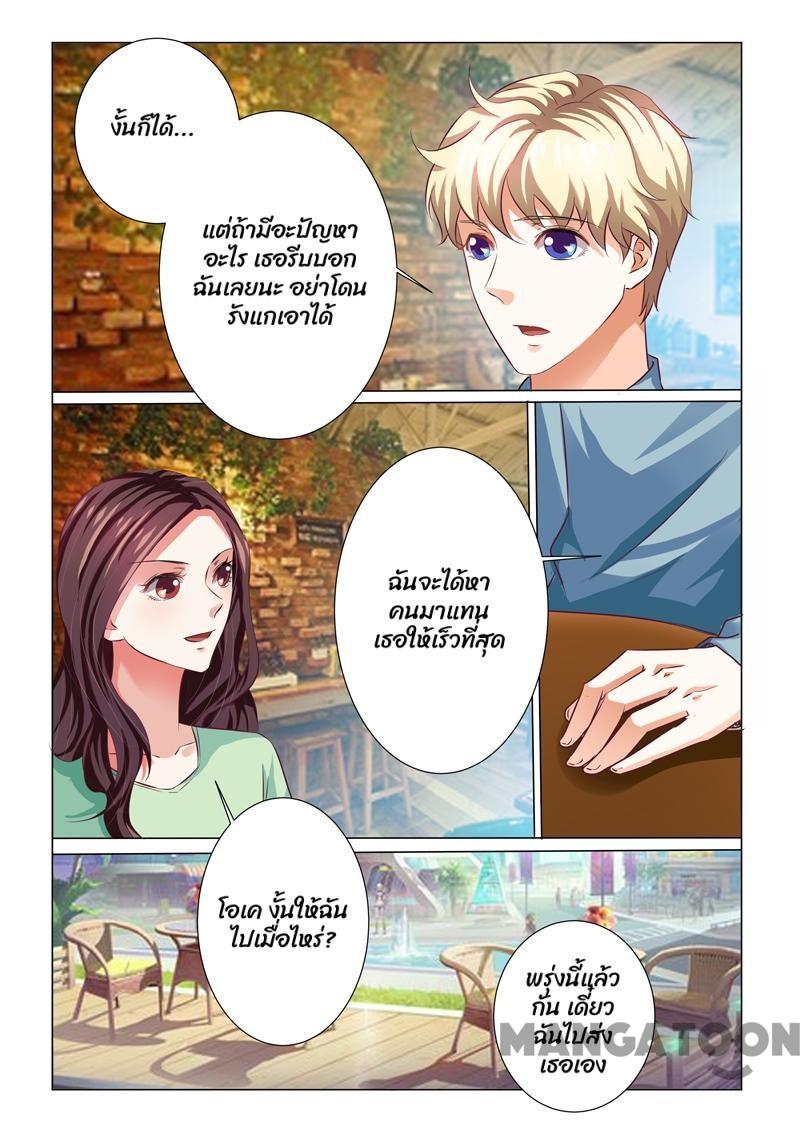 งั้นก็ได้...
แต่ถ้ามีอะปัญหา
อะไร เธอรีบบอก
ฉันเลยนะ อย่าโดน
รังแกเอาได้
ฉันจะได้หา
คนมาแทน
เธอให้เร็วที่สุด
โอเค งั้นให้ฉัน
ไปเมื่อไหร่?
พรุ่งนี้แล้ว
กัน เดี๋ยว
ฉันไปส่ง
เธอเอง
MANGATOON